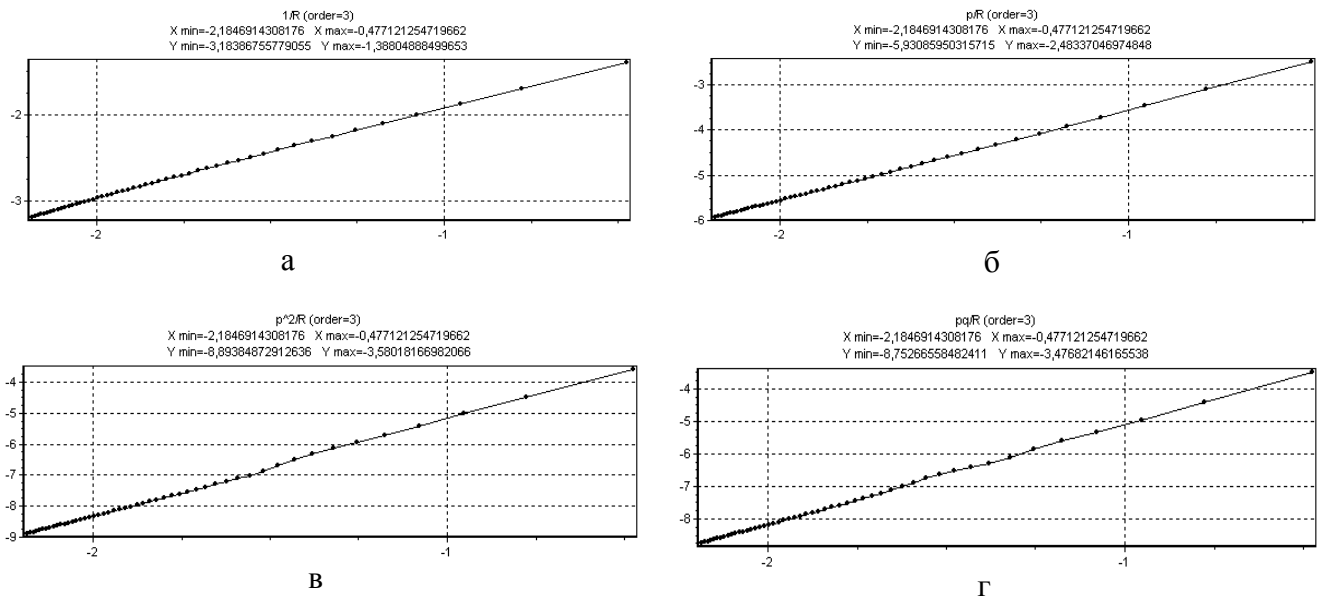 1/R (order=3)
X min=-2,1846914308176 X max=-0,477121254719662
Y min=-3,18386755779055 Y max=-1,38804888499653
-2
-3
-2
-1
а
p/R (order=3)
X min=-2,1846914308176 X max=-0,477121254719662
Y min=-5,93085950315715 Y max=-2,48337046974848
-3
-4
-5
-6
-2
-1
б
p^2/R (order=3)
X min=-2,1846914308176 X max=-0,477121254719662
Y min=-8,89384872912636 Y max=-3,58018166982066
-4
-5
-6
-7
-8
-9
-2
-1
в
pq/R (order=3)
X min=-2,1846914308176 X max=-0,477121254719662
Y min=-8,75266558482411 Y max=-3,47682146165538
-4
-5
-6
-7
-8
-2
-1
г